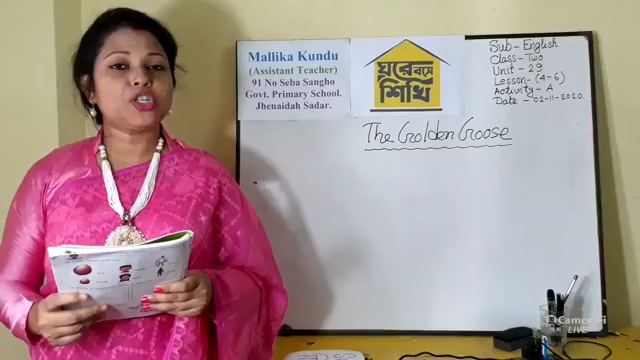 Mallika Kundu
(Assistant Teacher)
91 No Seba Sangho
Govt. Primary School.
Jhenaidah Sadar.
ঘরে বসে
শিখি
Sub - English
Class - Two
Unit - 29
Lesson - (4-6)
Activity - A
Date - 02-11-2020.
The Golden Goose
LIVE